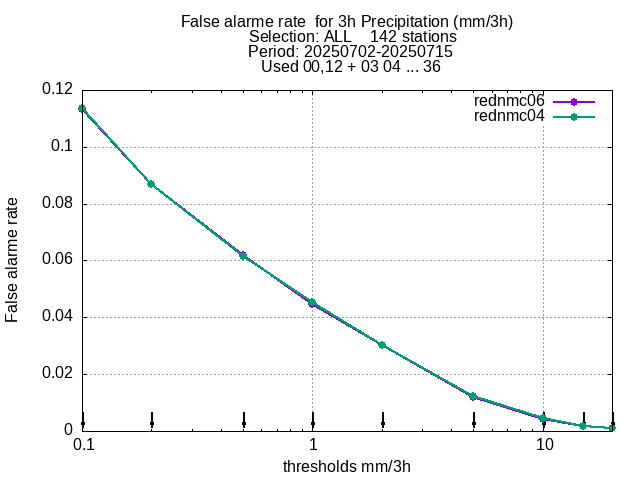 False alarme rate  for 3h Precipitation (mm/3h)
Selection: ALL    142 stations
Period: 20250702-20250715
Used 00,12 + 03 04 ... 36
rednmc06
rednmc04
0.12
0.1
0.08
0.06
0.04
0.02
0
False alarme rate
0.1
1
10
thresholds mm/3h